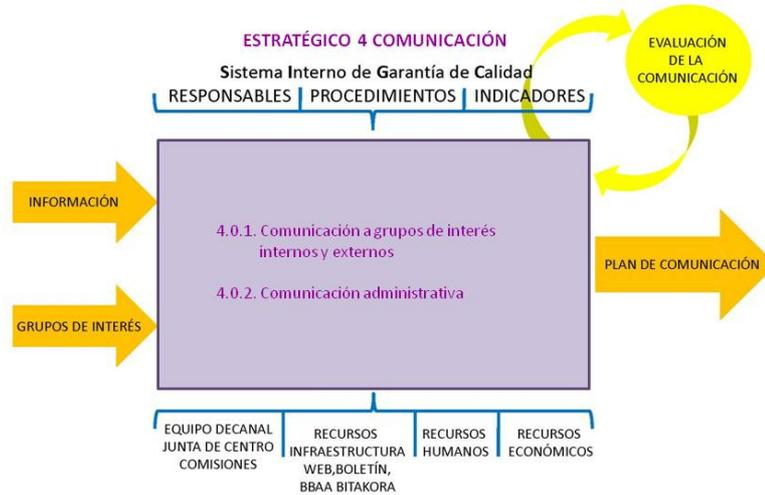 ESTRATÉGICO 4 COMUNICACIÓN
Sistema Interno de Garantía de Calidad
RESPONSABLES
PROCEDIMIENTOS
INDICADORES
EVALUACIÓN
DE LA
COMUNICACIÓN
INFORMACIÓN
GRUPOS DE INTERÉS
4.0.1. Comunicación a grupos de interés
internos y externos
4.0.2. Comunicación administrativa
PLAN DE COMUNICACIÓN
EQUIPO DECANAL
JUNTA DE CENTRO
COMISIONES
RECURSOS
INFRAESTRUCTURA
WEB,BOLETÍN,
BBAA BITAKORA
RECURSOS
HUMANOS
RECURSOS
ECONÓMICOS